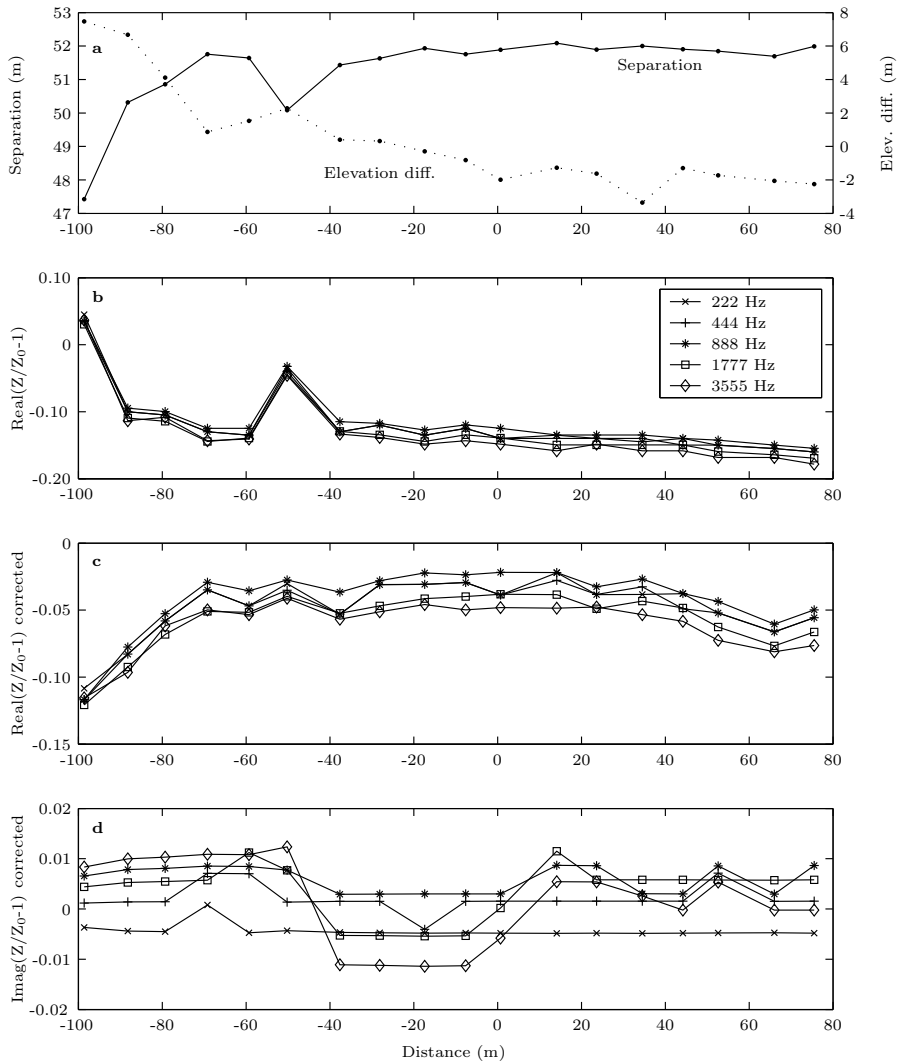 53
52
51
50
49
48
47
Separation (m)
a
Separation
Elevation diff.
8
6
4
2
0
-2
-4
Elev. diff. (m)
-100 -80 -60 -40 -20 0 20 40 60 80
0.10
0
-0.10
-0.20
Real(Z/Z0-1)
b
222 Hz
444 Hz
888 Hz
1777 Hz
3555 Hz
-100 -80 -60 -40 -20 0 20 40 60 80
0
-0.05
-0.10
-0.15
Real(Z/Z0-1) corrected
c
-100 -80 -60 -40 -20 0 20 40 60 80
0.02
0.01
0
-0.01
-0.02
Imag(Z/Z0-1) corrected
d
-100 -80 -60 -40 -20 0 20 40 60 80
Distance (m)